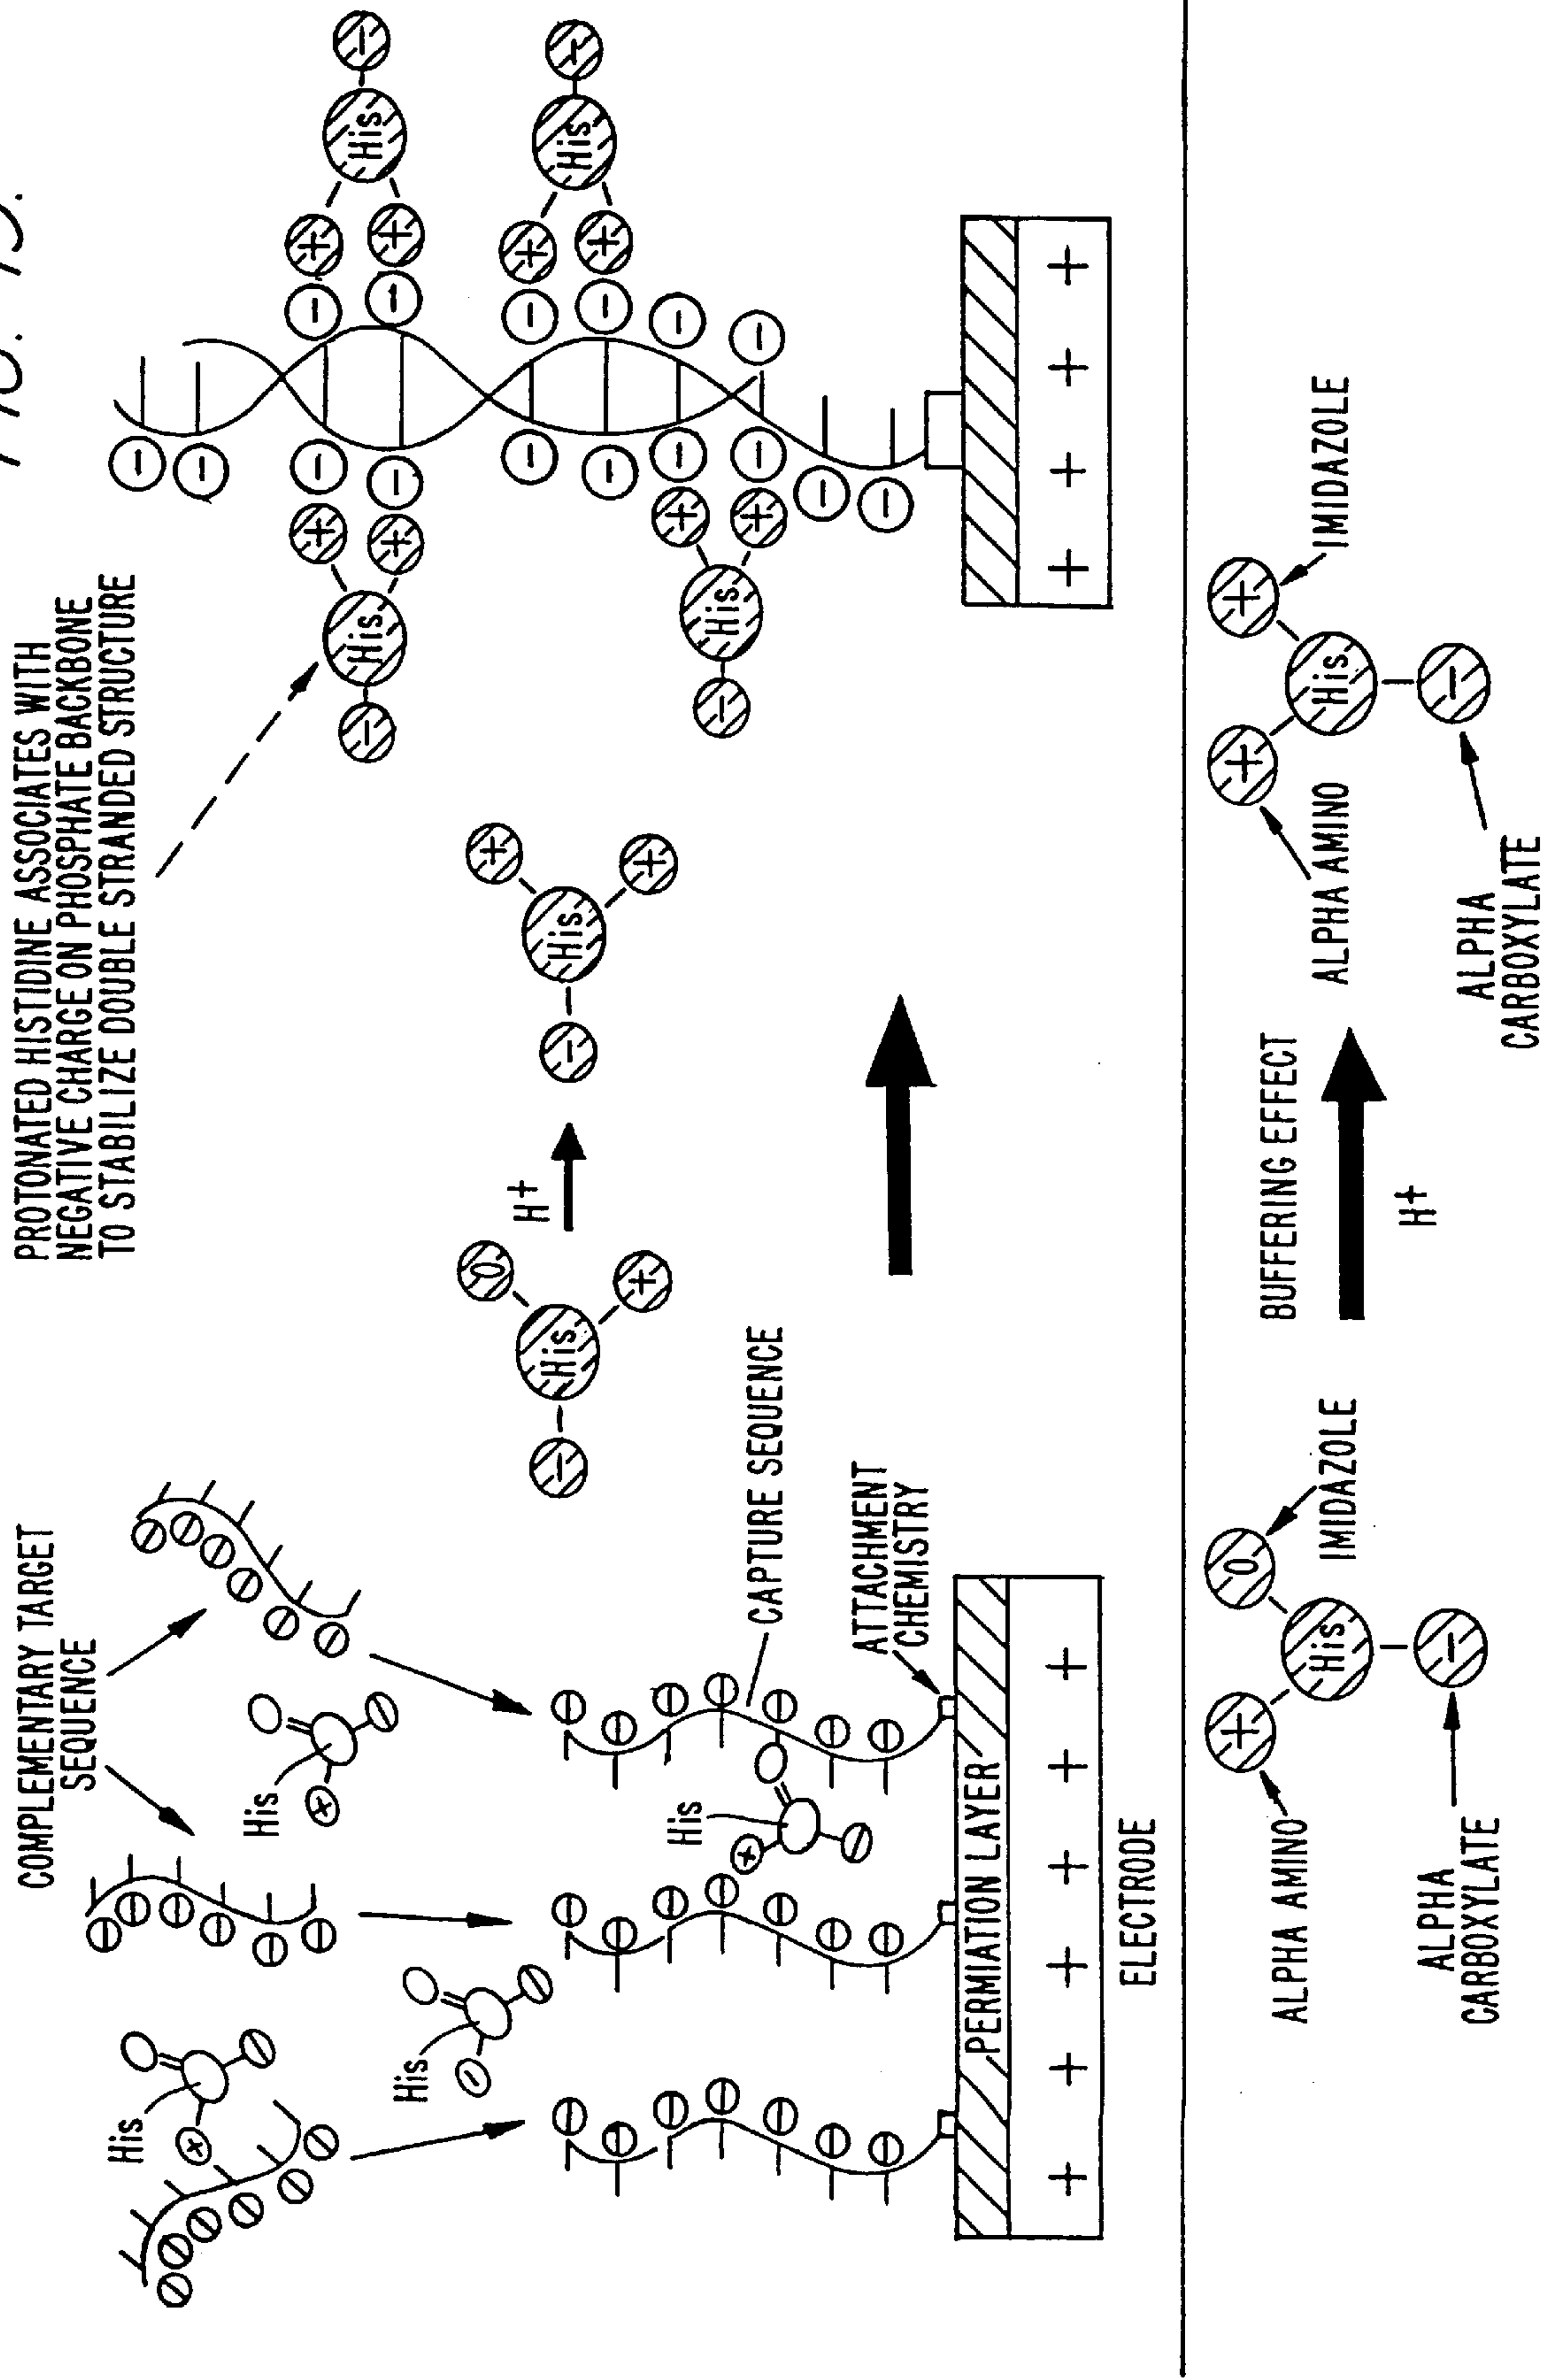 PROTONATED HISTIDINE ASSOCIATES WITH
NEGATIVE CHARGE ON PHOSPHATE BACKBONE
TO STABILIZE DOUBLE STRANDED STRUCTURE
COMPLEMENTARY TARGET
SEQUENCE
His
His
His
His
H+
His
His
His
His
His
His
CAPTURE SEQUENCE
ATTACHMENT
CHEMISTRY
PERMIATION LAYER
+ + + + + +
+ + + +
ELECTRODE
ALPHA AMINO
IMIDAZOLE
His
ALPHA
CARBOXYLATE
BUFFERING EFFECT
H+
ALPHA AMINO
IMIDAZOLE
His
ALPHA
CARBOXYLATE